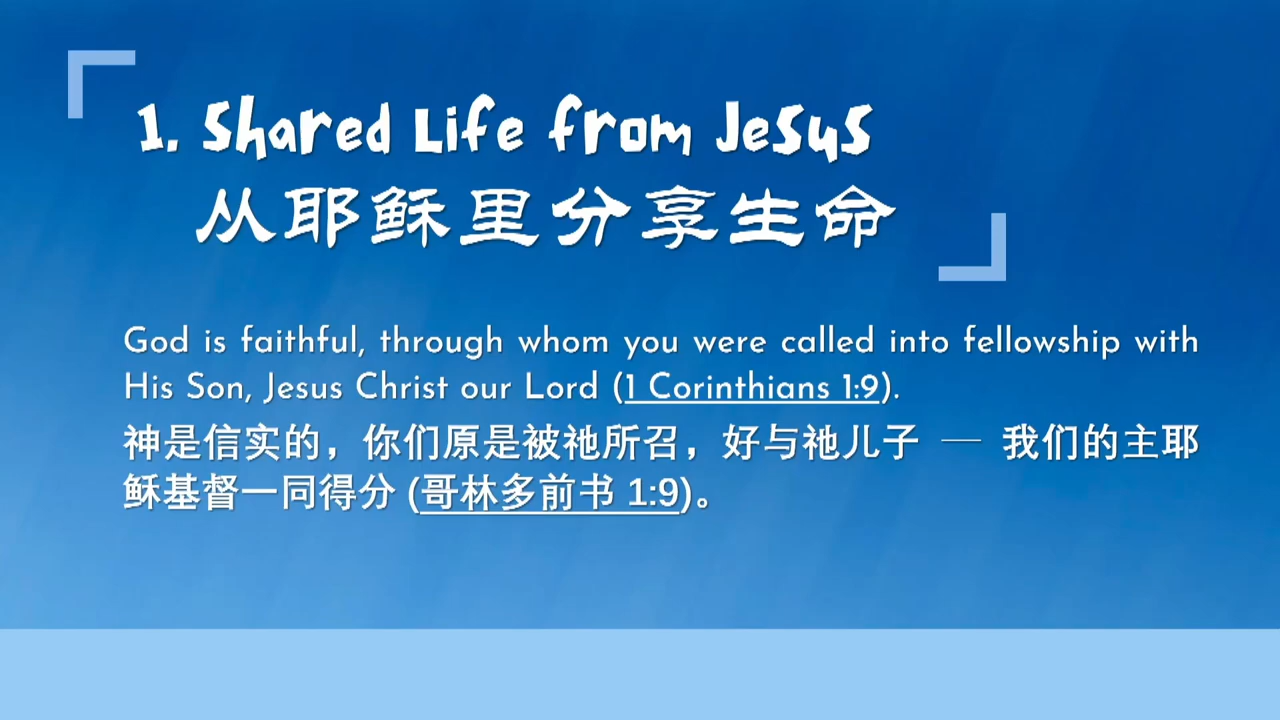 1. Shared Life from Jesus
从耶稣里分享生命
God is faithful, through whom you were called into fellowship with
His Son, Jesus Christ our Lord (1 Corinthians 1:9).
神是信实的，你们原是被祂所召，好与祂儿子 — 我们的主耶
稣基督一同得分 (哥林多前书 1:9)。